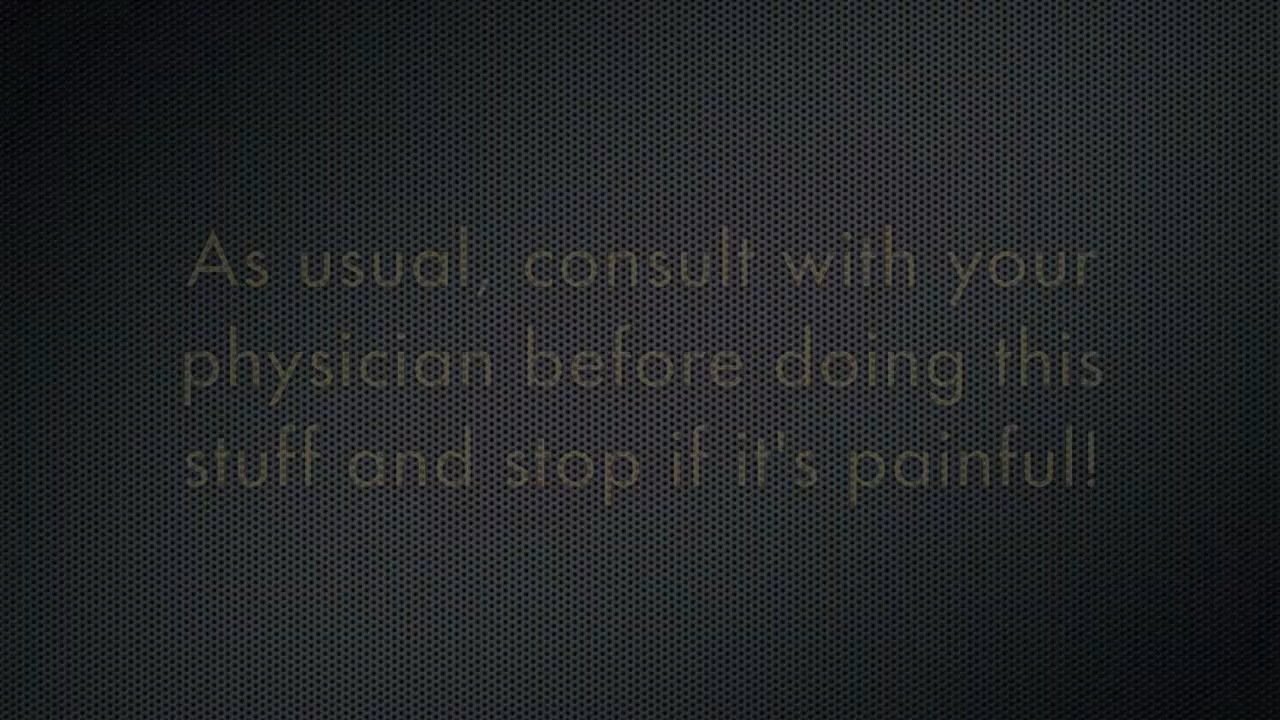 As usual, consult with your
physician before doing this
stuff and stop if it's painful!